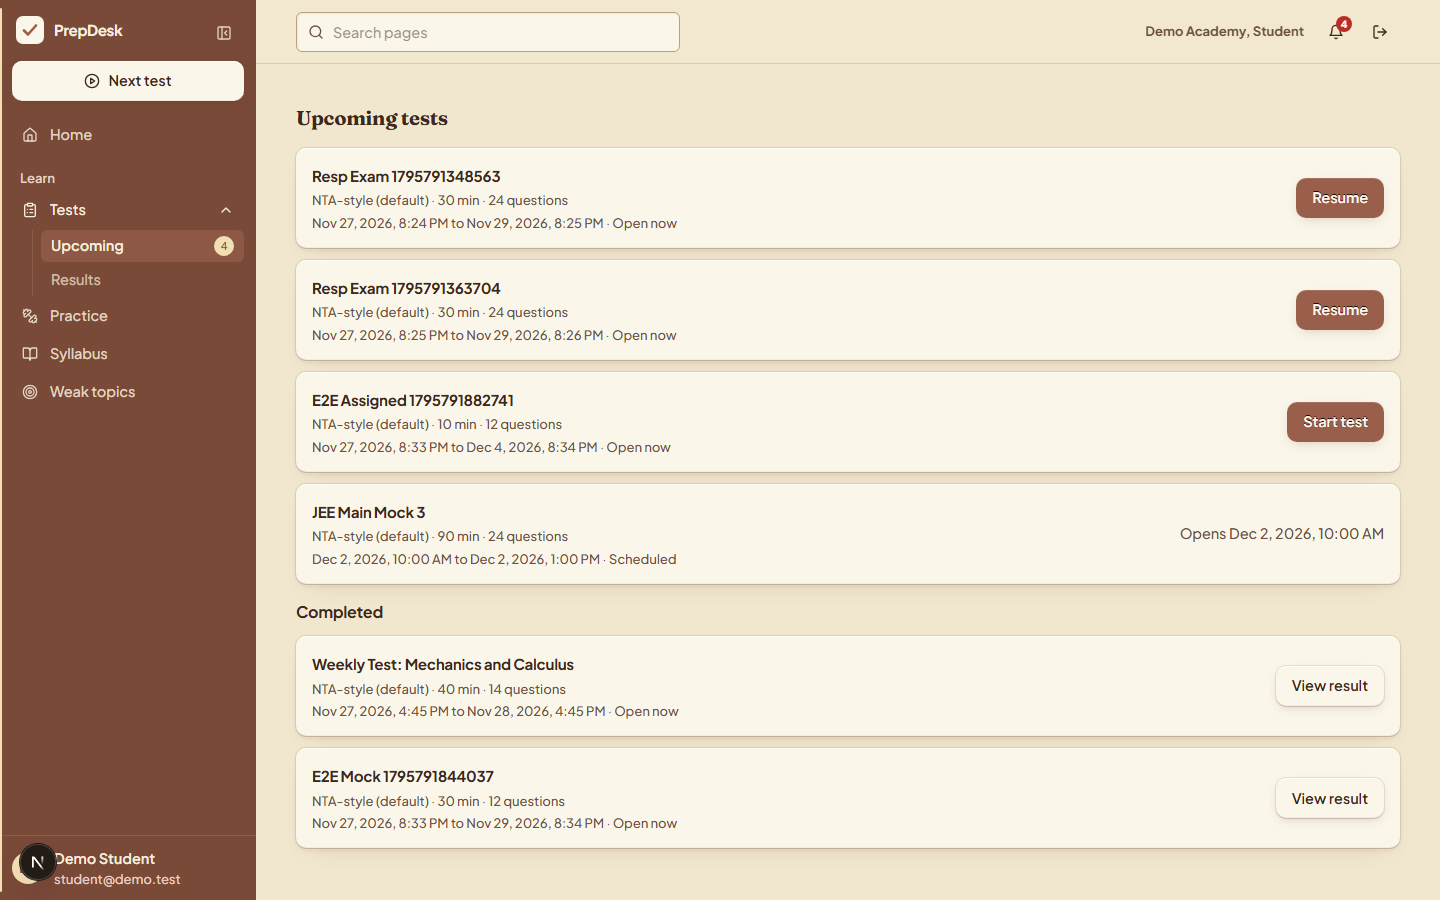 PrepDesk
Next test
Home
Learn
Tests
Upcoming 4
Results
Practice
Syllabus
Weak topics
N
Demo Student
student@demo.test
Search pages
Demo Academy, Student
4
Upcoming tests
Resp Exam 1795791348563
NTA-style (default) · 30 min · 24 questions
Nov 27, 2026, 8:24 PM to Nov 29, 2026, 8:25 PM · Open now
Resume
Resp Exam 1795791363704
NTA-style (default) · 30 min · 24 questions
Nov 27, 2026, 8:25 PM to Nov 29, 2026, 8:26 PM · Open now
Resume
E2E Assigned 1795791882741
NTA-style (default) · 10 min · 12 questions
Nov 27, 2026, 8:33 PM to Dec 4, 2026, 8:34 PM · Open now
Start test
JEE Main Mock 3
NTA-style (default) · 90 min · 24 questions
Dec 2, 2026, 10:00 AM to Dec 2, 2026, 1:00 PM · Scheduled
Opens Dec 2, 2026, 10:00 AM
Completed
Weekly Test: Mechanics and Calculus
NTA-style (default) · 40 min · 14 questions
Nov 27, 2026, 4:45 PM to Nov 28, 2026, 4:45 PM · Open now
View result
E2E Mock 1795791844037
NTA-style (default) · 30 min · 12 questions
Nov 27, 2026, 8:33 PM to Nov 29, 2026, 8:34 PM · Open now
View result